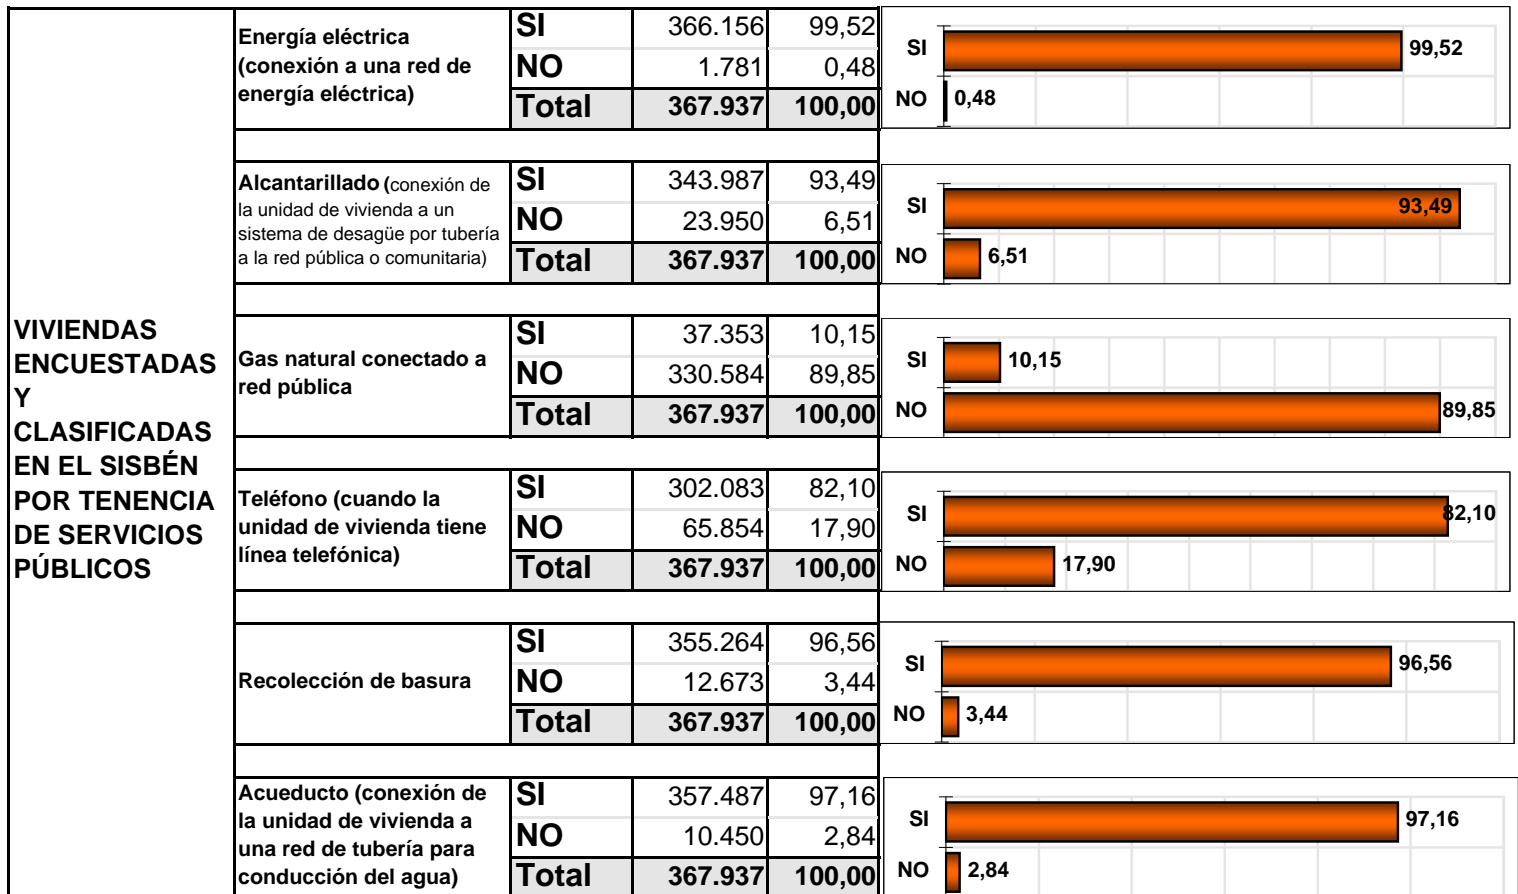 VIVIENDAS
ENCUESTADAS
Y
CLASIFICADAS
EN EL SISBÉN
POR TENENCIA
DE SERVICIOS
PÚBLICOS
Energía eléctrica
(conexión a una red de
energía eléctrica)
SI 366.156 99,52
NO 1.781 0,48
Total 367.937 100,00
SI 99,52
NO 0,48
Alcantarillado (conexión de
la unidad de vivienda a un
sistema de desagüe por tubería
a la red pública o comunitaria)
SI 343.987 93,49
NO 23.950 6,51
Total 367.937 100,00
SI 93,49
NO 6,51
Gas natural conectado a
red pública
SI 37.353 10,15
NO 330.584 89,85
Total 367.937 100,00
SI 10,15
NO 89,85
Teléfono (cuando la
unidad de vivienda tiene
línea telefónica)
SI 302.083 82,10
NO 65.854 17,90
Total 367.937 100,00
SI 82,10
NO 17,90
Recolección de basura
SI 355.264 96,56
NO 12.673 3,44
Total 367.937 100,00
SI 96,56
NO 3,44
Acueducto (conexión de
la unidad de vivienda a
una red de tubería para
conducción del agua)
SI 357.487 97,16
NO 10.450 2,84
Total 367.937 100,00
SI 97,16
NO 2,84